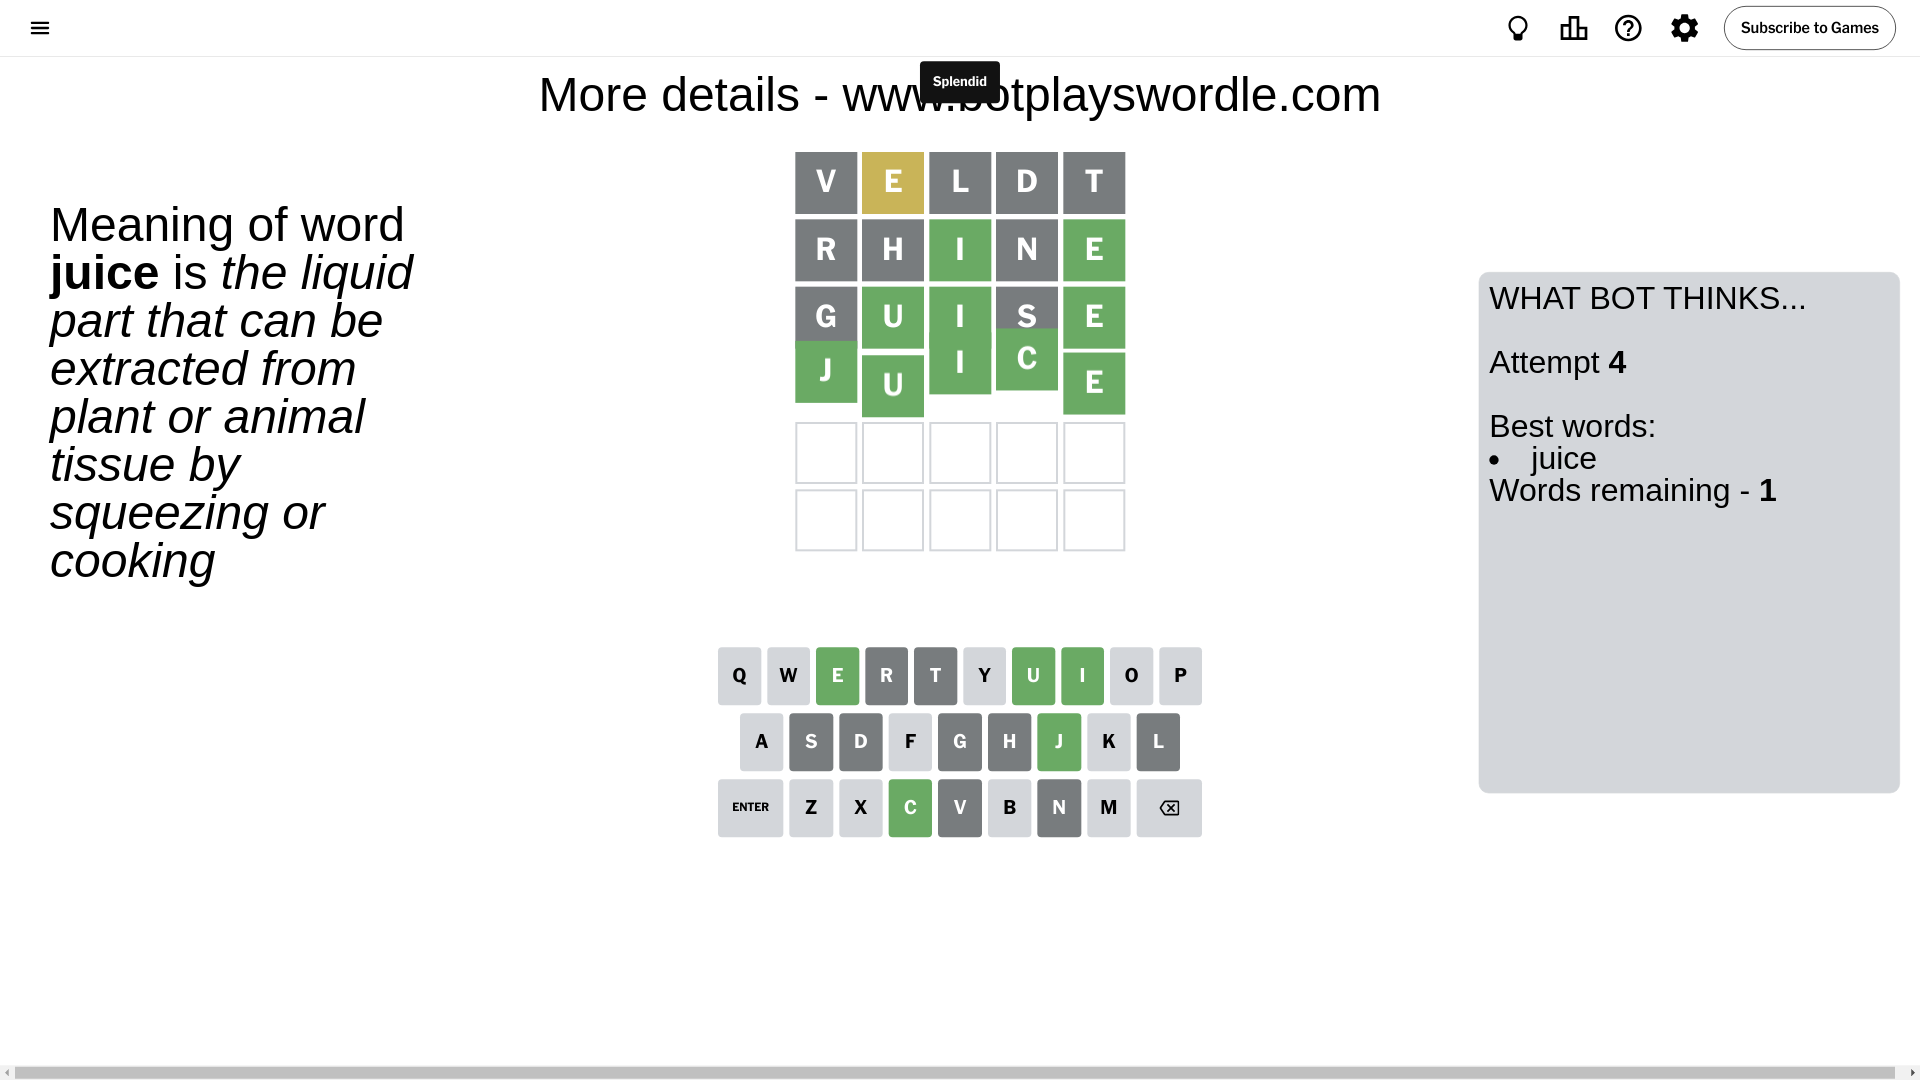 Subscribe to Games
Splendid
More details - www.botplayswordle.com
Meaning of word
juice is the liquid
part that can be
extracted from
plant or animal
tissue by
squeezing or
cooking
V E L D T
R H I N E
G U I S E
J U I C E
WHAT BOT THINKS...
Attempt 4
Best words:
• juice
Words remaining - 1
Q W E R T Y U I O P
A S D F G H J K L
ENTER Z X C V B N M